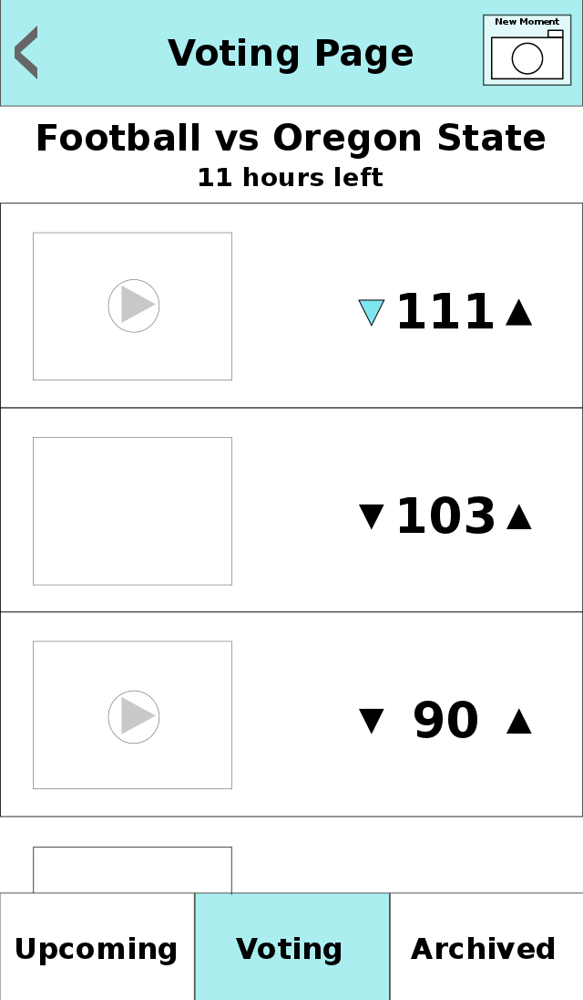 New Moment
Voting Page
Football vs Oregon State
11 hours left
111
103
90
Upcoming
Voting
Archived